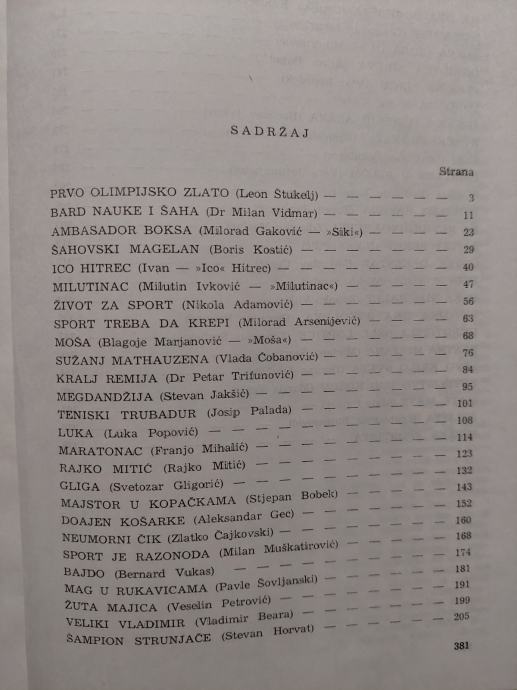 SADRŽAJ
Strana
PRVO OLIMPIJSKO ZLATO (Leon Štukelj) — — — — — — 3
BARD NAUKE I ŠAHA (Dr Milan Vidmar) — — — — — — 11
AMBASADOR BOKSA (Milorad Gaković — »Siki«) — — — — 23
ŠAHOVSKI MAGELAN (Boris Kostić) — — — — — — — 29
ICO HITREC (Ivan — »Ico« Hitrec) — — — — — — — 40
MILUTINAC (Milutin Ivković — »Milutinac«) — — — — — 47
ŽIVOT ZA SPORT (Nikola Adamović) — — — — — — — 56
SPORT TREBA DA KREPI (Milorad Arsenijević) — — — — 63
MOŠA (Blagoje Marjanović — »Moša«) — — — — — — 68
SUŽANJ MATHAUZENA (Vlada Ćobanović) — — — — — — 76
KRALJ REMIJA (Dr Petar Trifunović) — — — — — — — 84
MEGDANDŽIJA (Stevan Jakšić) — — — — — — — — 95
TENISKI TRUBADUR (Josip Palada) — — — — — — — 101
LUKA (Luka Popović) — — — — — — — — — — 108
MARATONAC (Franjo Mihalić) — — — — — — — — 114
RAJKO MITIĆ (Rajko Mitić) — — — — — — — — 123
GLIGA (Svetozar Gligorić) — — — — — — — — — 132
MAJSTOR U KOPAČKAMA (Stjepan Bobek) — — — — — 143
DOAJEN KOŠARKE (Aleksandar Gec) — — — — — — 152
NEUMORNI ČIK (Zlatko Čajkovski) — — — — — — — 160
SPORT JE RAZONODA (Milan Muškatirović) — — — — — 168
BAJDO (Bernard Vukas) — — — — — — — — — 174
MAG U RUKAVICAMA (Pavle Šovljanski) — — — — — — 181
ŽUTA MAJICA (Veselin Petrović) — — — — — — — 191
VELIKI VLADIMIR (Vladimir Beara) — — — — — — — 199
ŠAMPION STRUNJAČE (Stevan Horvat) — — — — — — 205
381